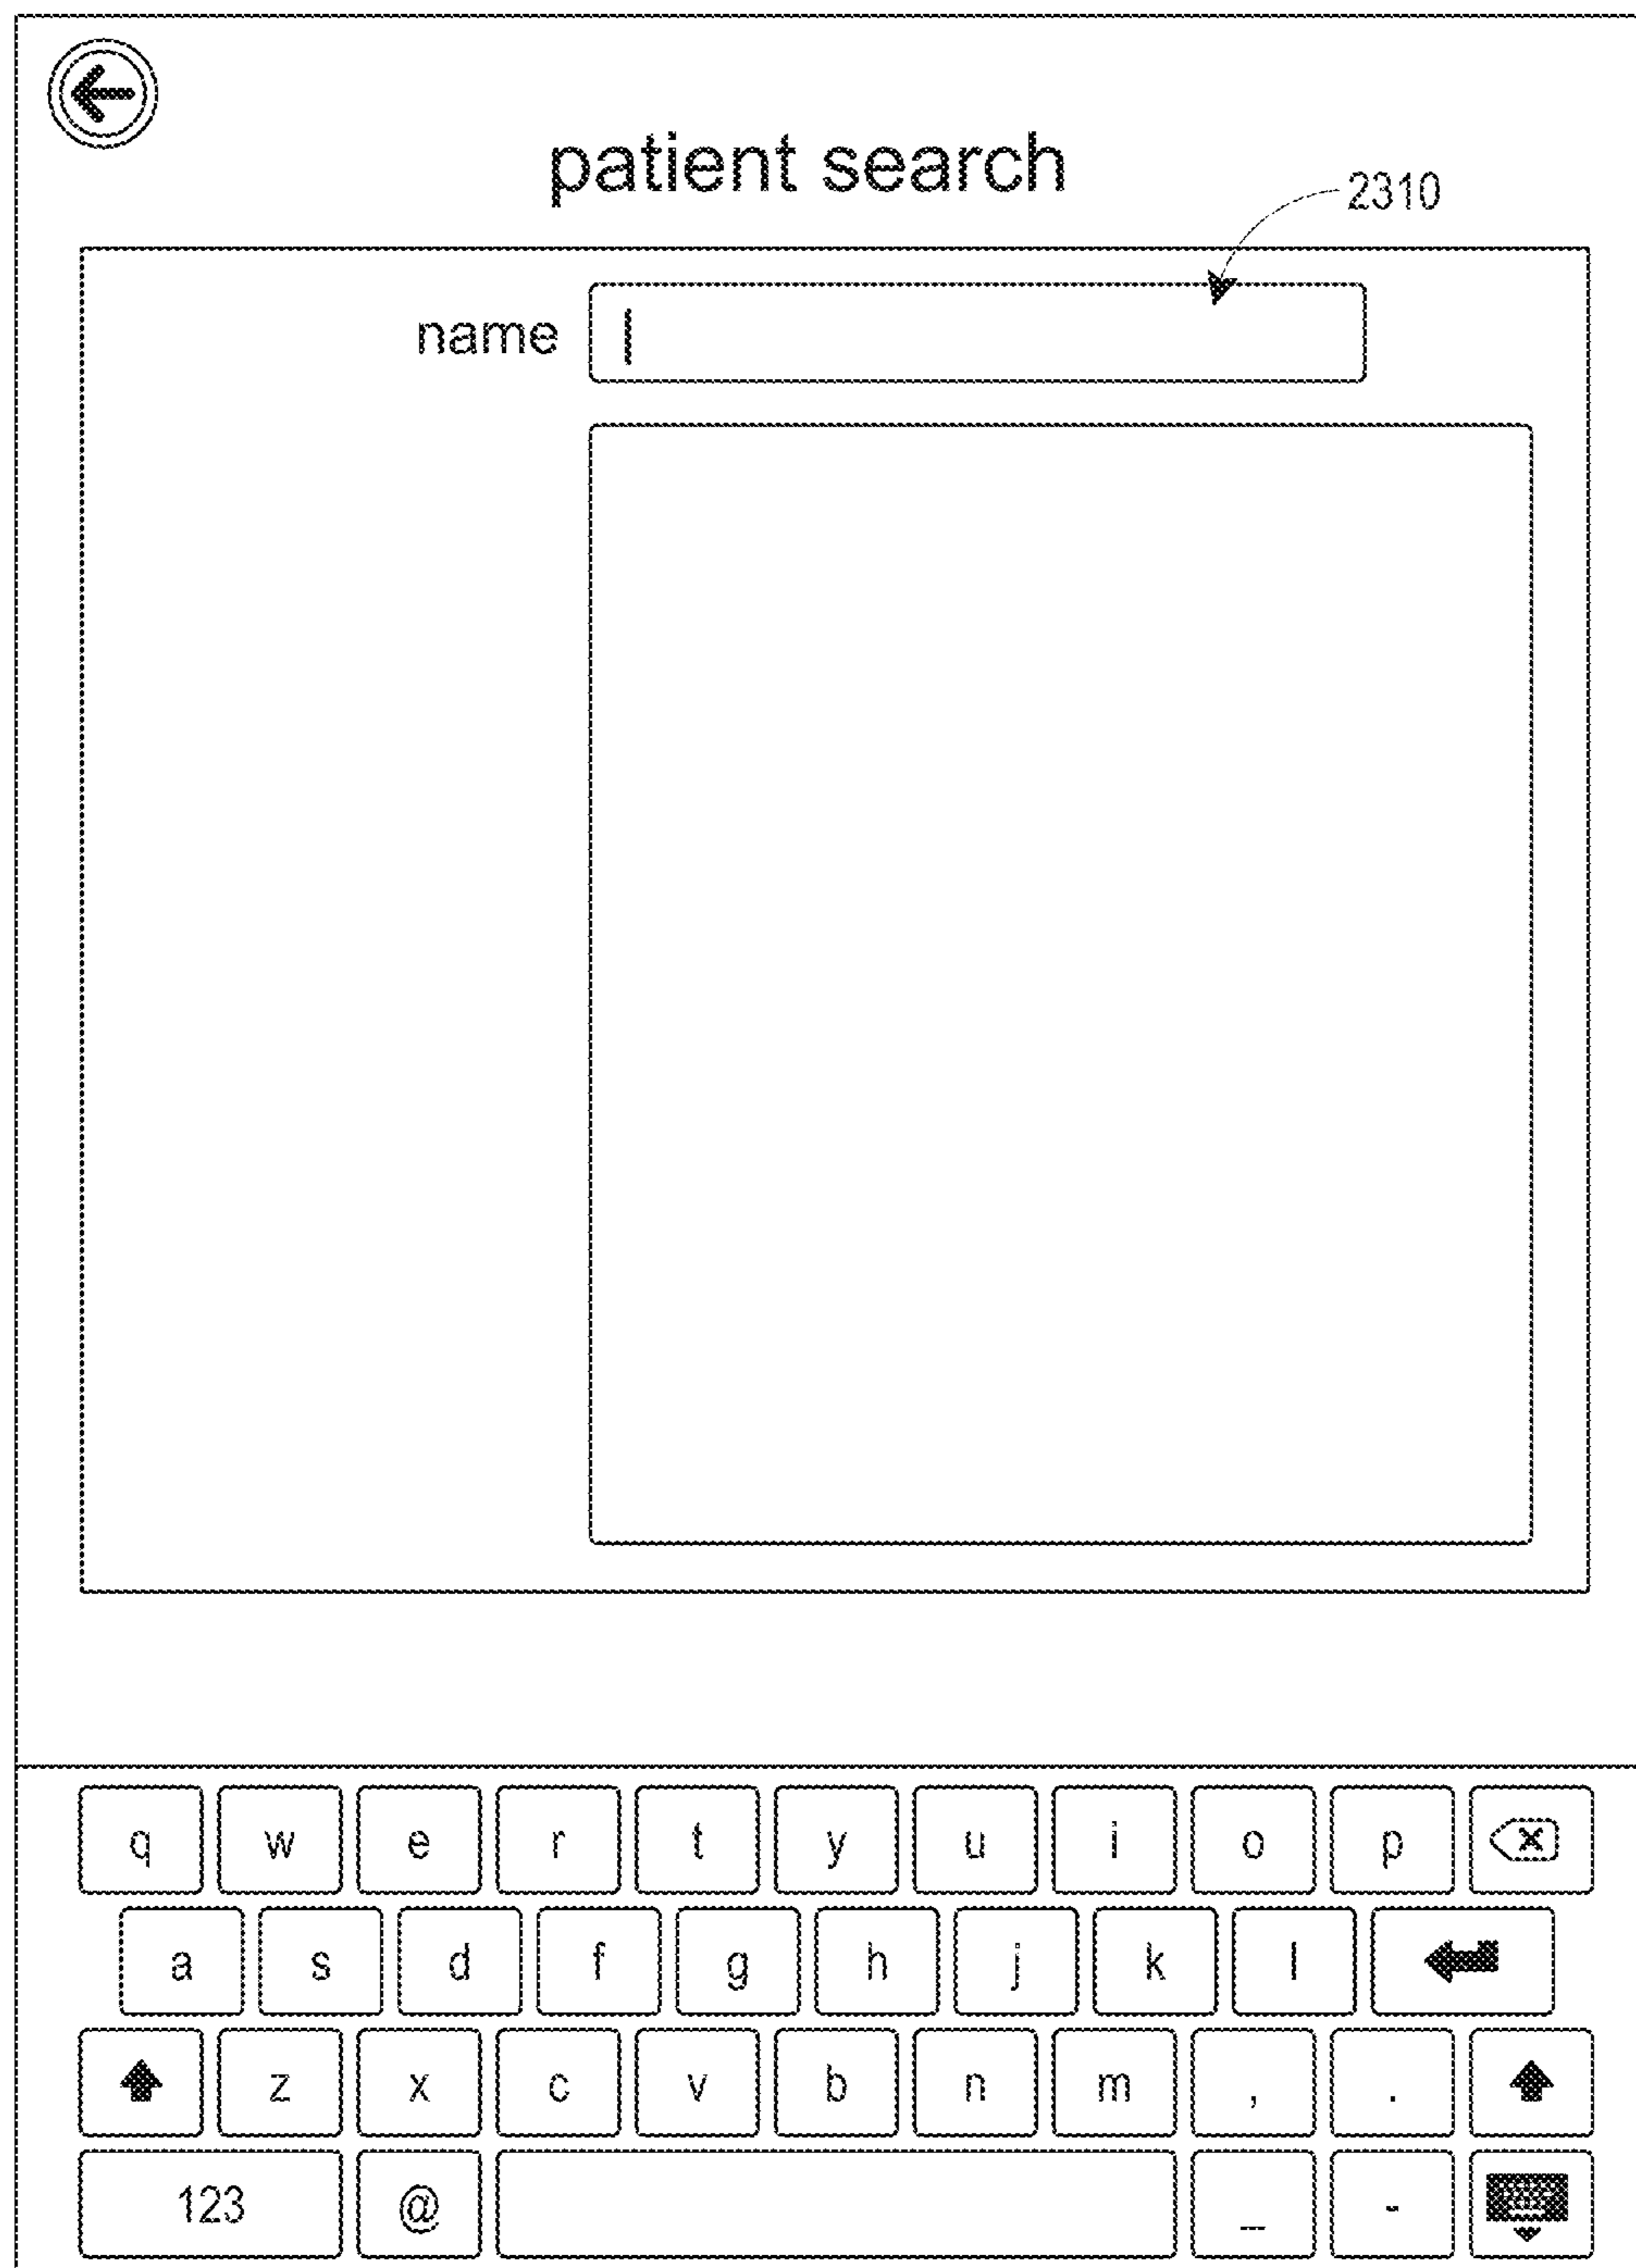 patient search
2310
name
q w e r t y u i o p
a s d f g h j k l
z x c v b n m , .
123 @ _ -